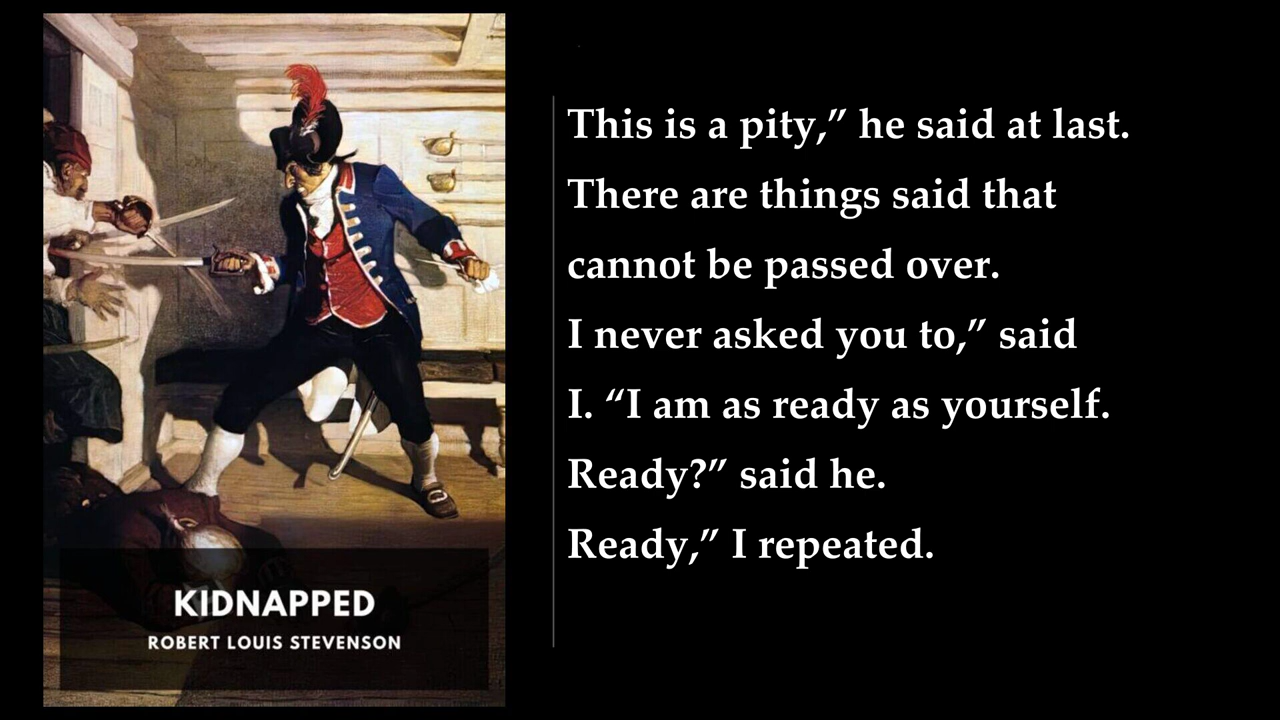 KIDNAPPED
ROBERT LOUIS STEVENSON
This is a pity,” he said at last.
There are things said that
cannot be passed over.
I never asked you to,” said
I. “I am as ready as yourself.
Ready?” said he.
Ready,” I repeated.